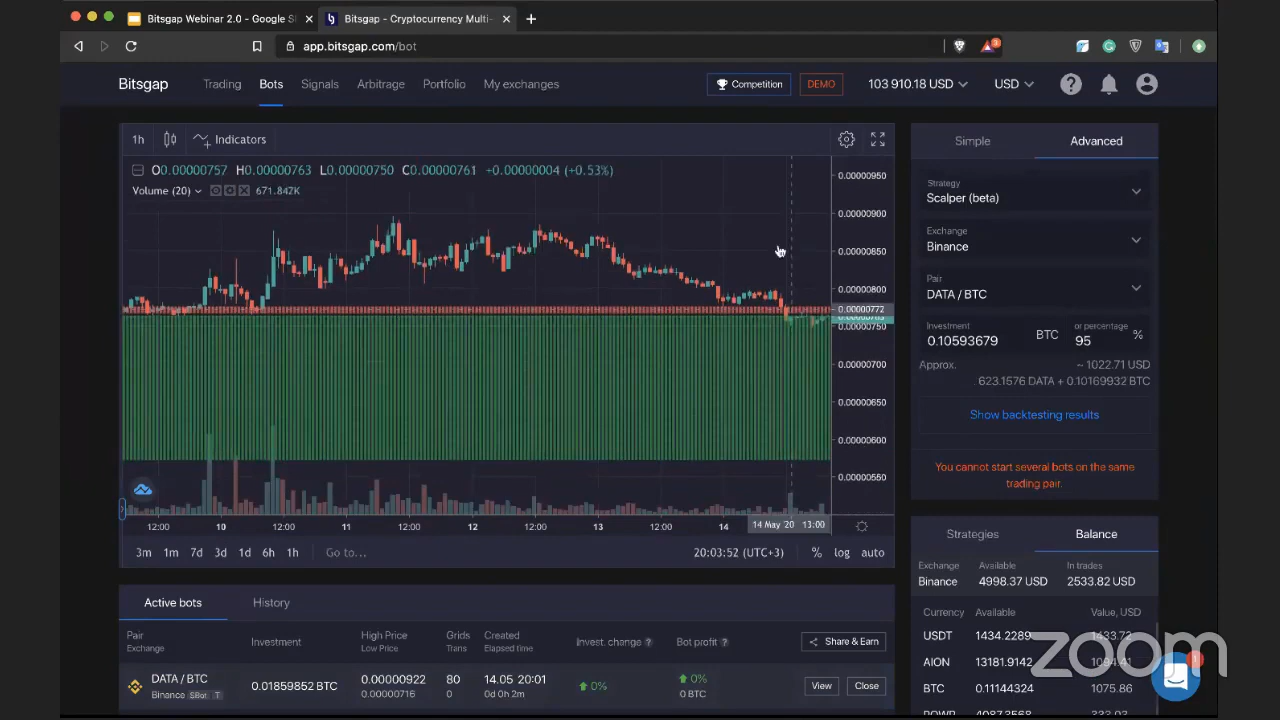 Bitsgap Webinar 2.0 - Google Sl
Bitsgap - Cryptocurrency Multi-
app.bitsgap.com/bot
3
Bitsgap
Trading
Bots
Signals
Arbitrage
Portfolio
My exchanges
Competition
DEMO
103 910.18 USD
USD
1h
Indicators
O0.00000757 H0.00000763 L0.00000750 C0.00000761 +0.00000004 (+0.53%)
Volume (20)
671.842K
0.00000950
0.00000900
0.00000850
0.00000800
0.00000772
0.00000750
0.00000700
0.00000650
0.00000600
0.00000550
12:00 10 12:00 11 12:00 12 12:00 13 12:00 14 14 May '20 13:00
3m 1m 7d 3d 1d 6h 1h Go to...
20:03:52 (UTC+3) % log auto
Simple
Advanced
Strategy
Scalper (beta)
Exchange
Binance
Pair
DATA / BTC
Investment or percentage
0.10593679 BTC 95 %
Approx. ~ 1022.71 USD
623.1576 DATA + 0.10169932 BTC
Show backtesting results
You cannot start several bots on the same
trading pair.
Strategies
Balance
Exchange Available In trades
Binance 4998.37 USD 2533.82 USD
Currency Available Value, USD
USDT 1434.2289 1433.72
AION 13181.9142
BTC 0.11144324 1075.86
Active bots
History
Pair
Exchange
Investment
High Price
Low Price
Grids
Trans
Created
Elapsed time
Invest. change ?
Bot profit ?
Share & Earn
DATA / BTC
Binance SBot T
0.01859852 BTC
0.00000922
0.00000716
80
0
14.05 20:01
0d 0h 2m
0%
0%
0 BTC
View
Close
zoom
1